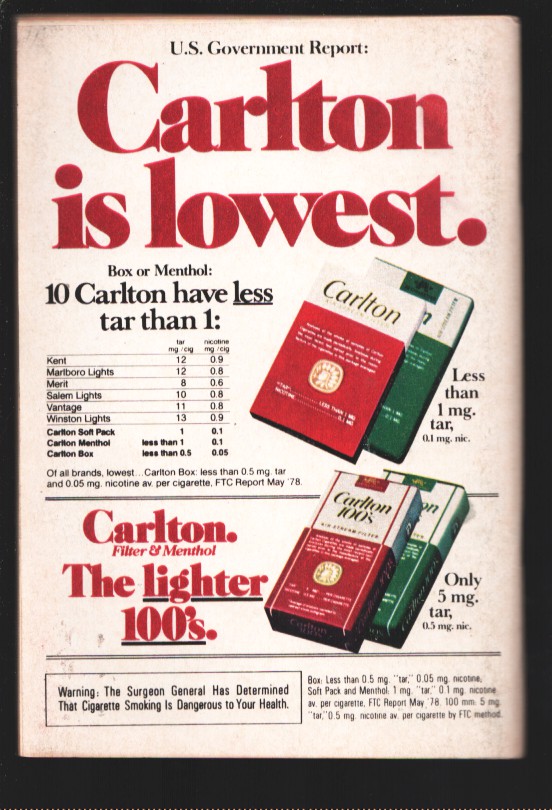 U.S. Government Report:
Carlton
is lowest.
Box or Menthol:
10 Carlton have less
tar than 1:
tar nicotine
mg./cig mg./cig
Kent 12 0.9
Marlboro Lights 12 0.8
Merit 8 0.6
Salem Lights 10 0.8
Vantage 11 0.8
Winston Lights 13 0.9
Carlton Soft Pack 1 0.1
Carlton Menthol less than 1 0.1
Carlton Box less than 0.5 0.05
Of all brands, lowest...Carlton Box: less than 0.5 mg. tar
and 0.05 mg. nicotine av. per cigarette, FTC Report May '78.
Carlton
Less
than
1 mg.
tar,
0.1 mg. nic.
Carlton.
Filter & Menthol
The lighter
100's.
Carlton
100's
AIR-STREAM FILTER
Carlton
Only
5 mg.
tar,
0.5 mg. nic.
Warning: The Surgeon General Has Determined
That Cigarette Smoking Is Dangerous to Your Health.
Box: Less than 0.5 mg. "tar," 0.05 mg. nicotine,
Soft Pack and Menthol: 1 mg. "tar," 0.1 mg. nicotine
av. per cigarette, FTC Report May '78. 100 mm: 5 mg.
"tar," 0.5 mg. nicotine av. per cigarette by FTC method.